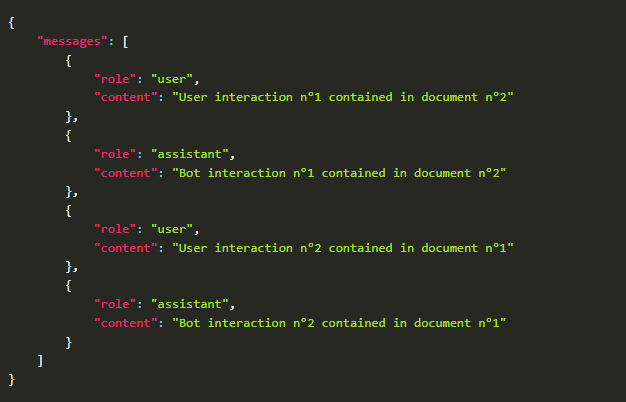 {
    "messages": [
        {
            "role": "user",
            "content": "User interaction n°1 contained in document n°2"
        },
        {
            "role": "assistant",
            "content": "Bot interaction n°1 contained in document n°2"
        },
        {
            "role": "user",
            "content": "User interaction n°2 contained in document n°1"
        },
        {
            "role": "assistant",
            "content": "Bot interaction n°2 contained in document n°1"
        }
    ]
}